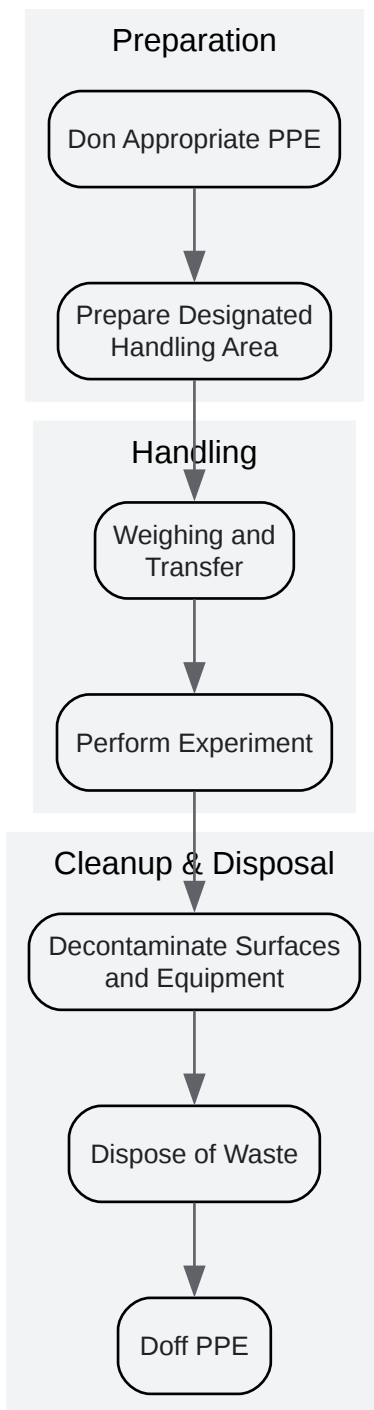 Preparation
Don Appropriate PPE
Prepare Designated
Handling Area
Handling
Weighing and
Transfer
Perform Experiment
Cleanup & Disposal
Decontaminate Surfaces
and Equipment
Dispose of Waste
Doff PPE